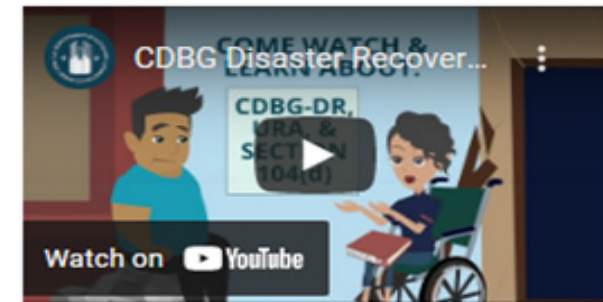 CDBG Disaster Recover...
COME WATCH &
LEARN ABOUT:
CDBG-DR,
URA, &
SECTION
104(d)
Watch on YouTube